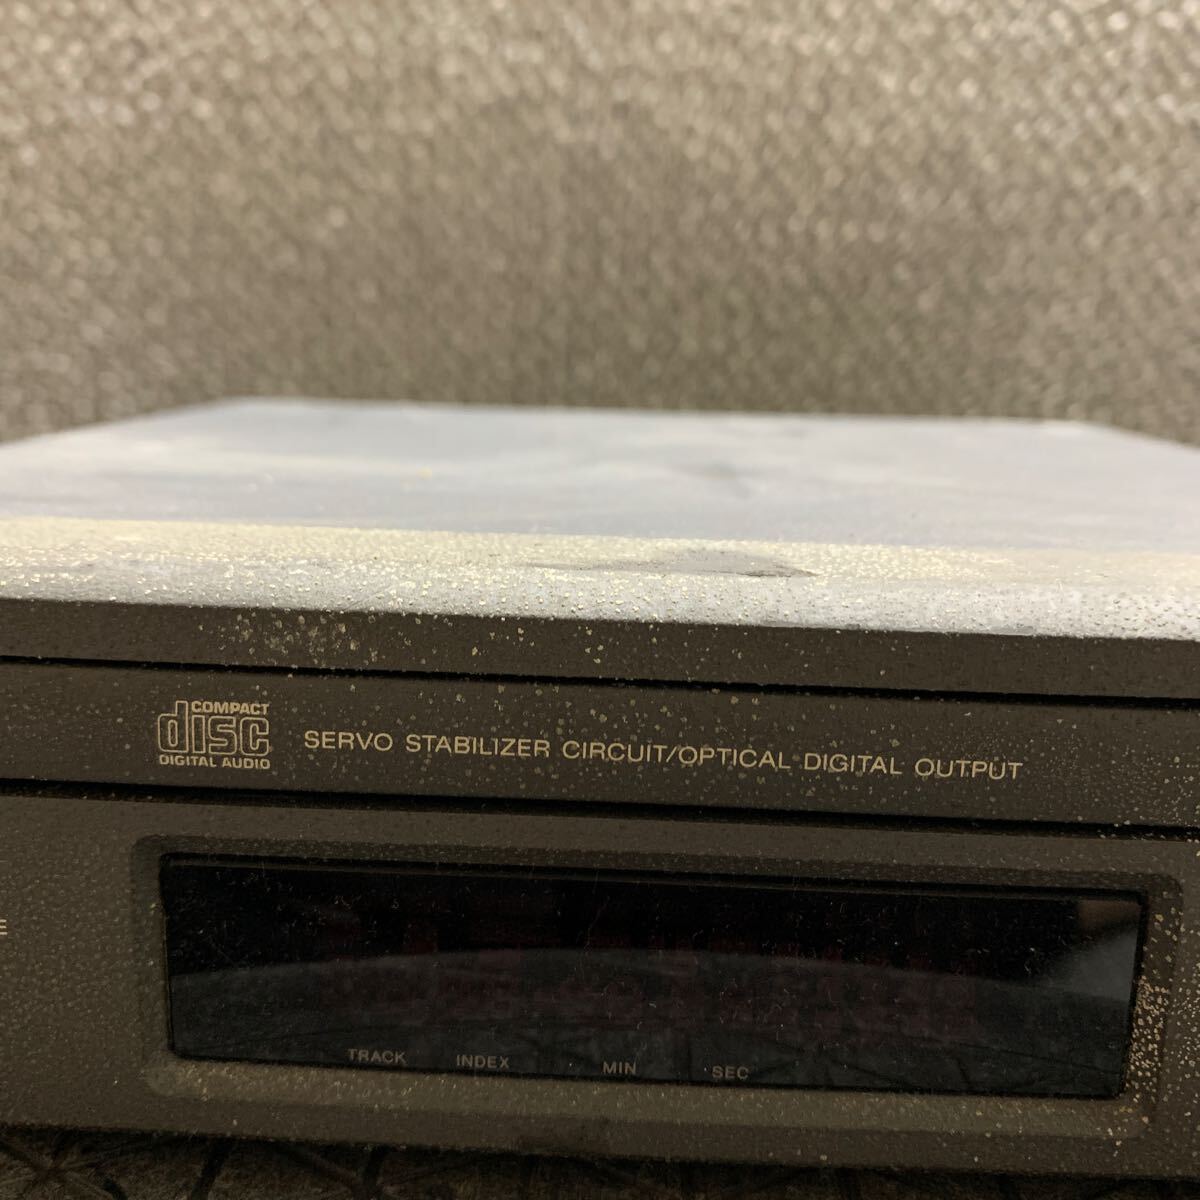 COMPACT
disc
DIGITAL AUDIO
SERVO STABILIZER CIRCUIT/OPTICAL DIGITAL OUTPUT
E
TRACK INDEX MIN SEC